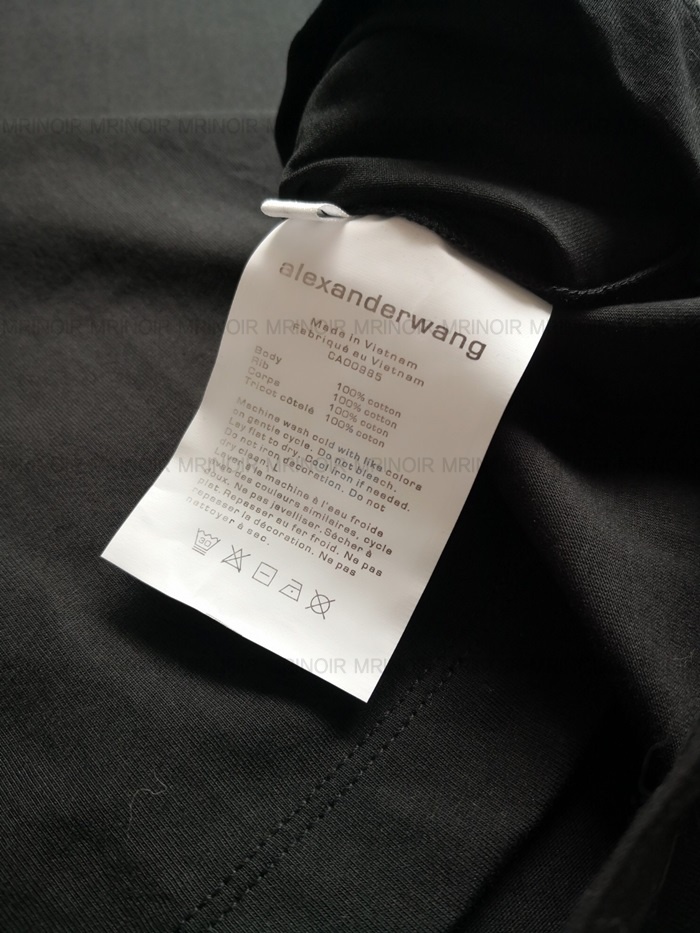 MRINOIR MRINOIR MRINOIR MRINOIR MRINOIR MRINOIR MRINOIR MRINOIR
alexanderwang
Made in Vietnam
Fabriqué au Vietnam
CA00385
Body 100% cotton
Rib 100% cotton
Corps 100% coton
Tricot côtelé 100% coton
Machine wash cold with like colors
on gentle cycle. Do not bleach.
Lay flat to dry. Cool iron if needed.
Do not iron decoration. Do not
dry clean.
Laver à la machine à l'eau froide
avec des couleurs similaires, cycle
doux. Ne pas javelliser. Sécher à
plat. Repasser au fer froid. Ne pas
repasser la décoration. Ne pas
nettoyer à sec.
30